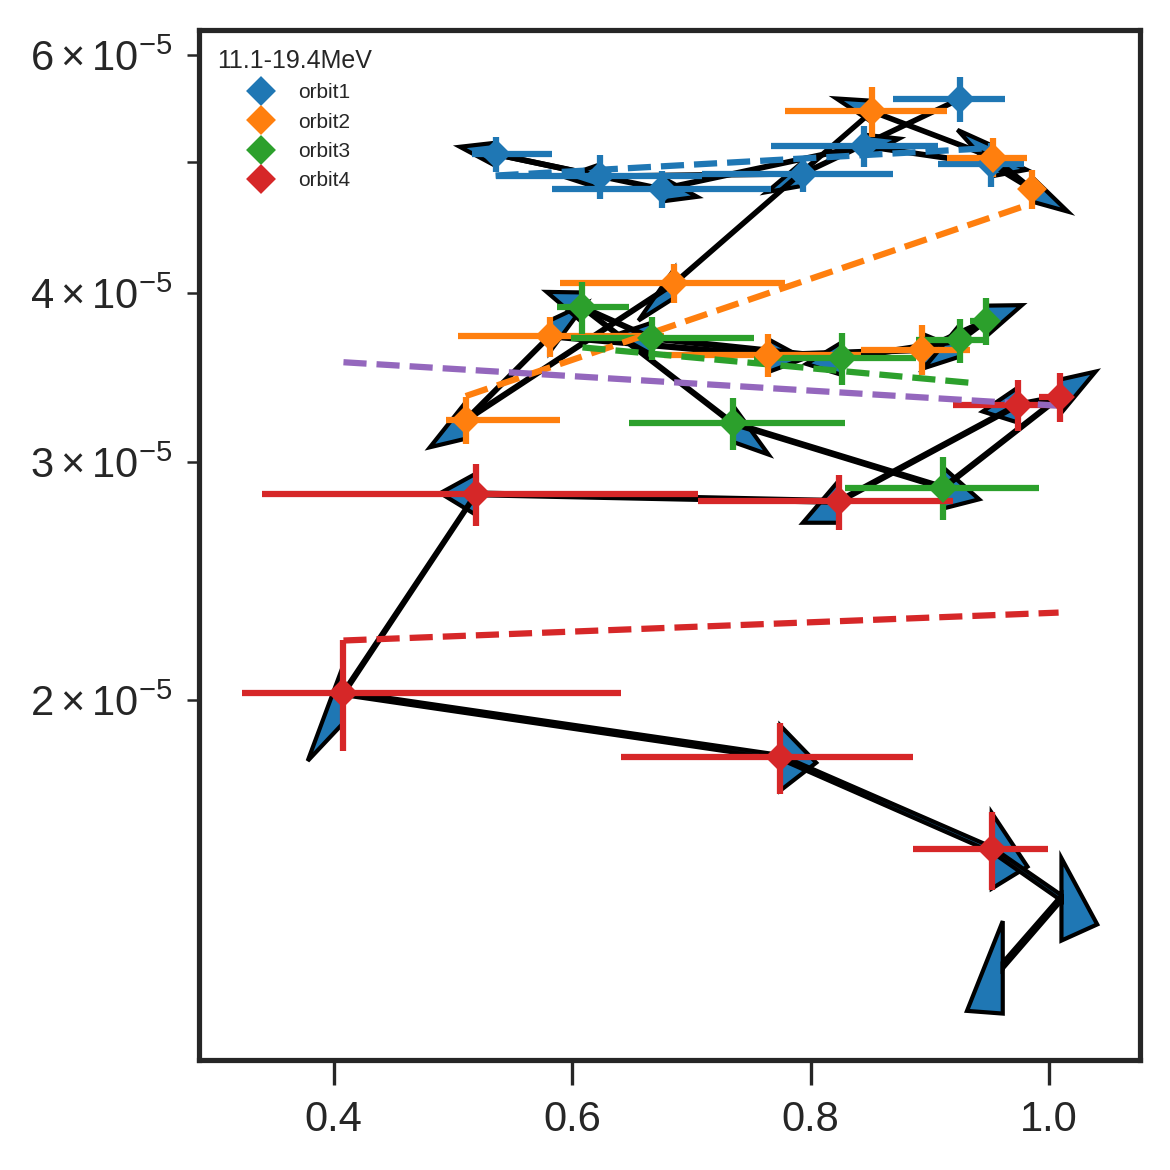 6×10⁻⁵
11.1-19.4MeV
orbit1
orbit2
orbit3
orbit4
4×10⁻⁵
3×10⁻⁵
2×10⁻⁵
0.4 0.6 0.8 1.0